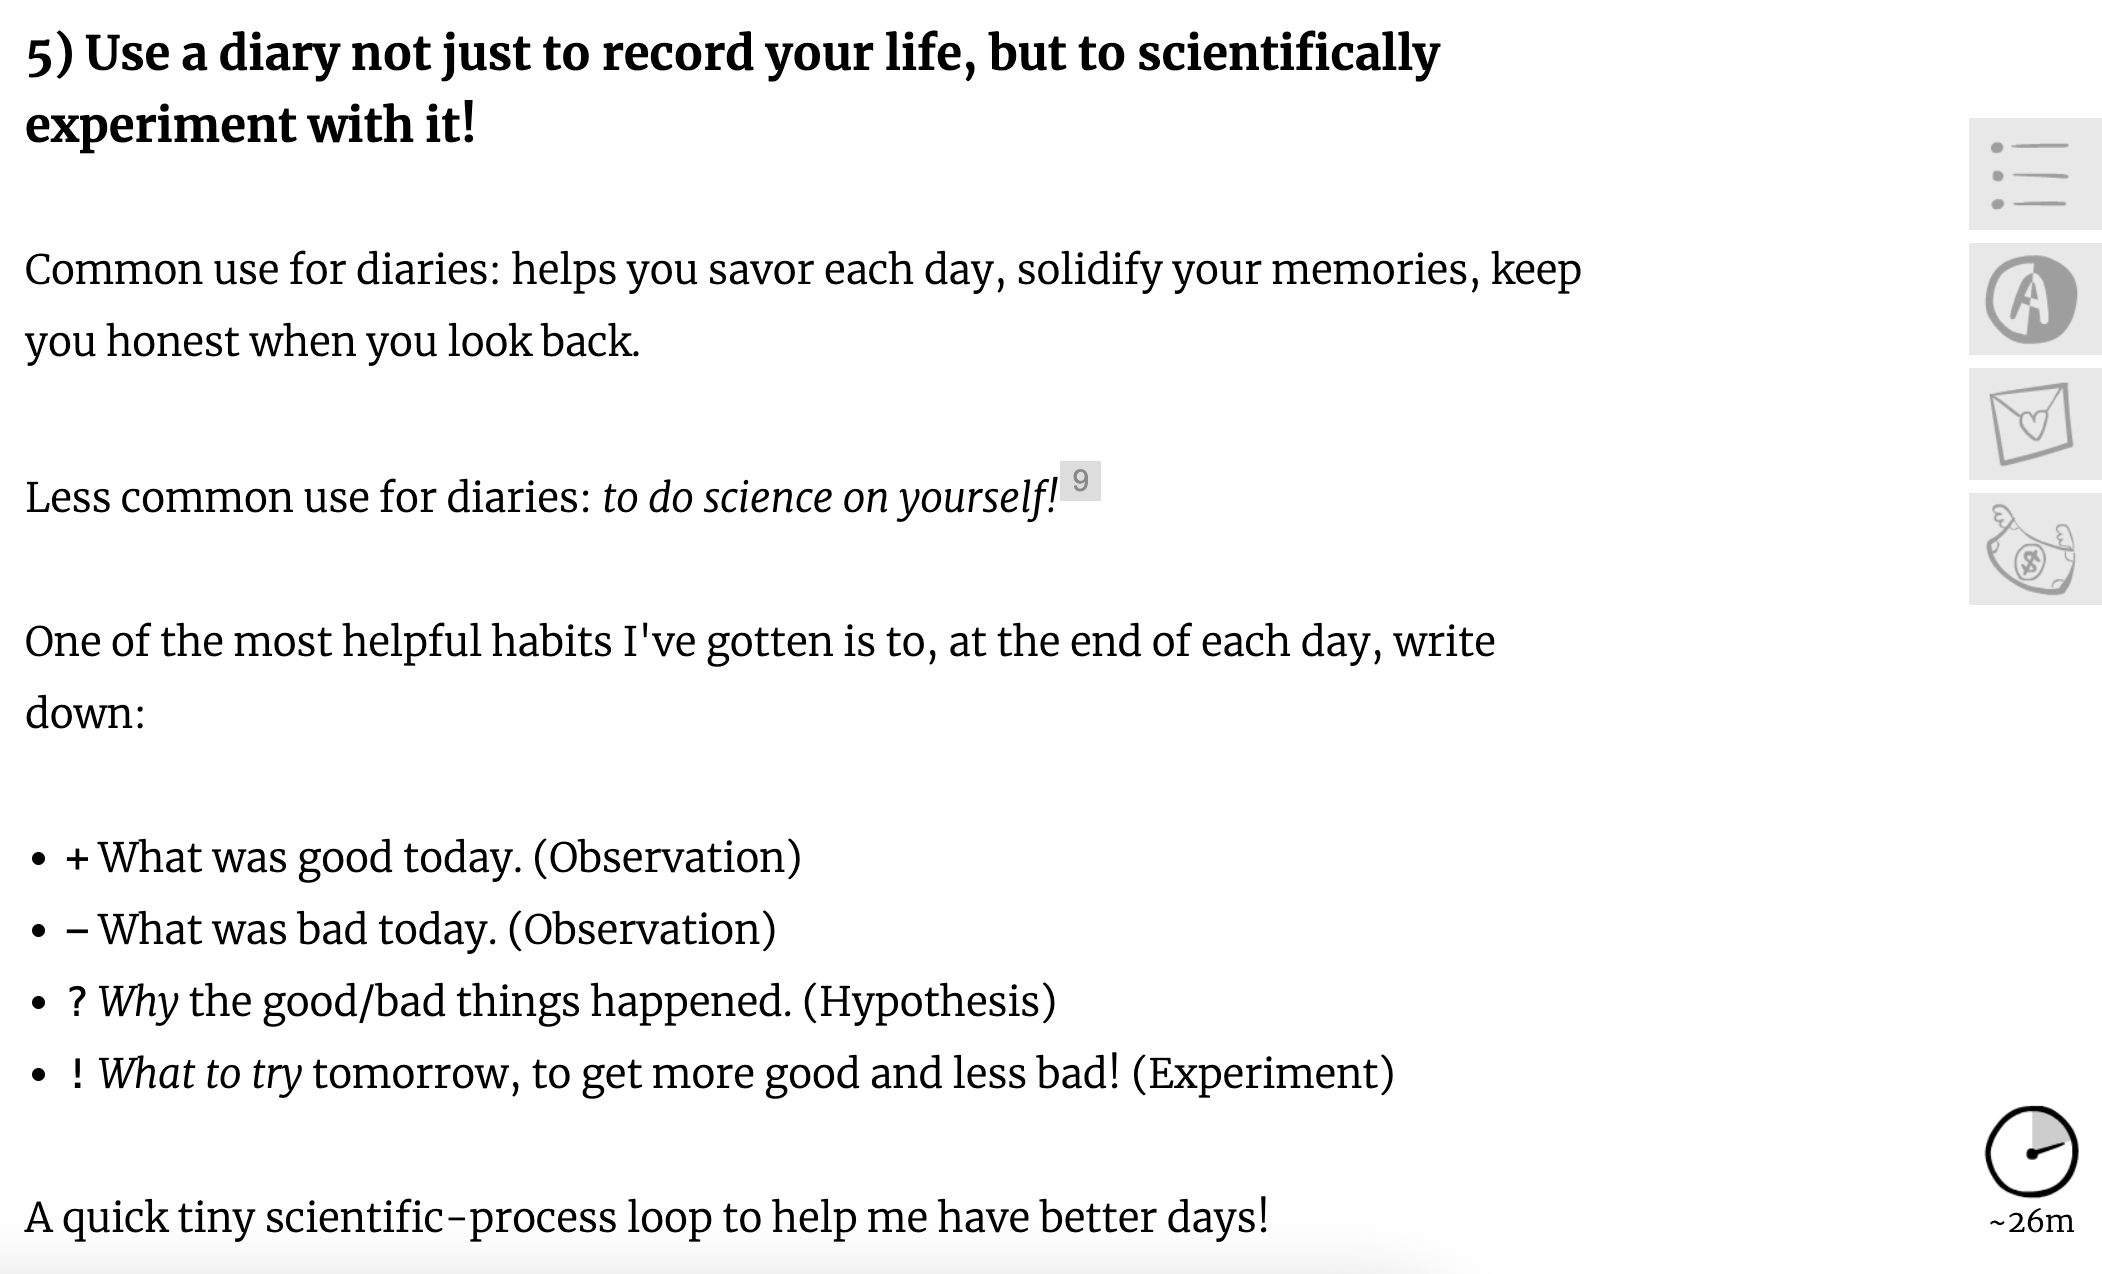 5) Use a diary not just to record your life, but to scientifically
experiment with it!
Common use for diaries: helps you savor each day, solidify your memories, keep
you honest when you look back.
Less common use for diaries: to do science on yourself! 9
One of the most helpful habits I've gotten is to, at the end of each day, write
down:
• + What was good today. (Observation)
• – What was bad today. (Observation)
• ? Why the good/bad things happened. (Hypothesis)
• ! What to try tomorrow, to get more good and less bad! (Experiment)
A quick tiny scientific-process loop to help me have better days!
A
$
~26m